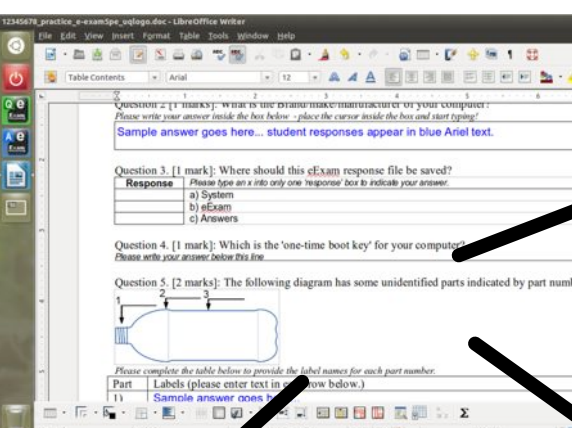 12345678_practice_e-exam3pe_uqlogo.doc - LibreOffice Writer
File Edit View Insert Format Table Tools Window Help
Table Contents Arial 12
Question 2 [1 marks]: What is the Brand/make/manufacturer of your computer?
Please write your answer inside the box below - place the cursor inside the box and start typing!
Sample answer goes here... student responses appear in blue Ariel text.
Question 3. [1 mark]: Where should this eExam response file be saved?
Response Please type an x into only one 'response' box to indicate your answer.
a) System
b) eExam
c) Answers
Question 4. [1 mark]: Which is the 'one-time boot key' for your computer?
Please write your answer below this line
Question 5. [2 marks]: The following diagram has some unidentified parts indicated by part num
1 2 3
Please complete the table below to provide the label names for each part number.
Part Labels (please enter text in row below.)
1) Sample answer goes